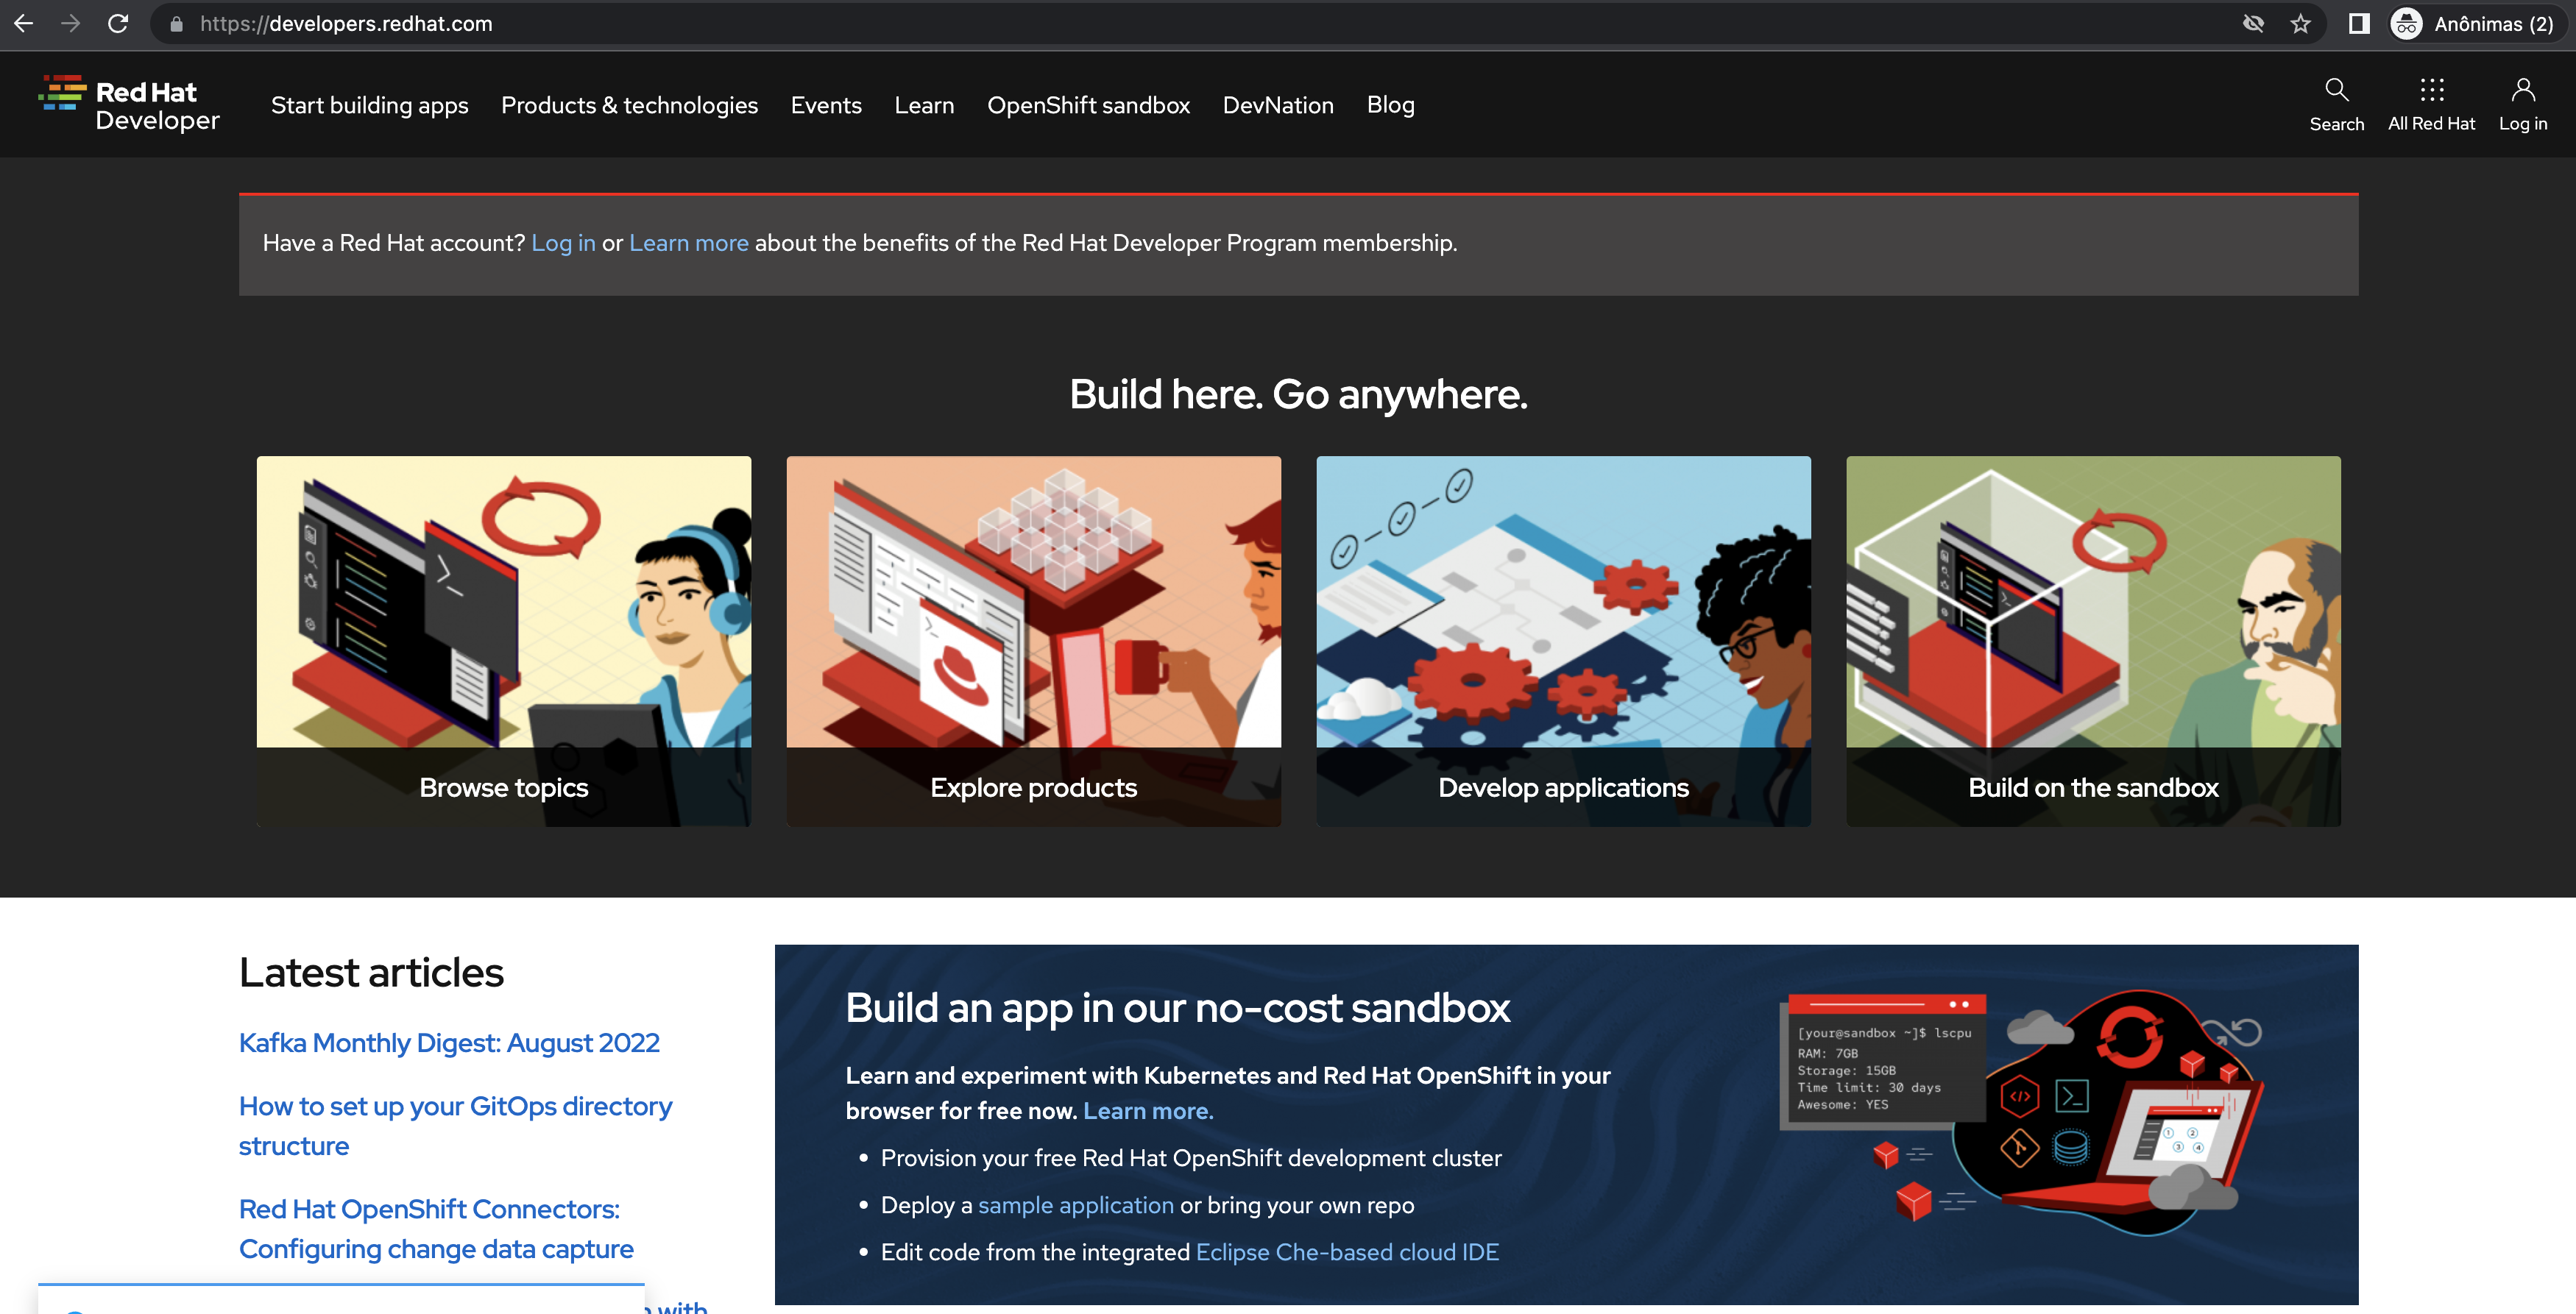 https://developers.redhat.com
Anônimas (2)
Red Hat
Developer
Start building apps
Products & technologies
Events
Learn
OpenShift sandbox
DevNation
Blog
Search
All Red Hat
Log in
Have a Red Hat account? Log in or Learn more about the benefits of the Red Hat Developer Program membership.
Build here. Go anywhere.
Browse topics
Explore products
Develop applications
Build on the sandbox
Latest articles
Kafka Monthly Digest: August 2022
How to set up your GitOps directory
structure
Red Hat OpenShift Connectors:
Configuring change data capture
with
Build an app in our no-cost sandbox
Learn and experiment with Kubernetes and Red Hat OpenShift in your
browser for free now. Learn more.
• Provision your free Red Hat OpenShift development cluster
• Deploy a sample application or bring your own repo
• Edit code from the integrated Eclipse Che-based cloud IDE
[your@sandbox ~]$ lscpu
RAM: 7GB
Storage: 15GB
Time limit: 30 days
Awesome: YES
1 2
3 4